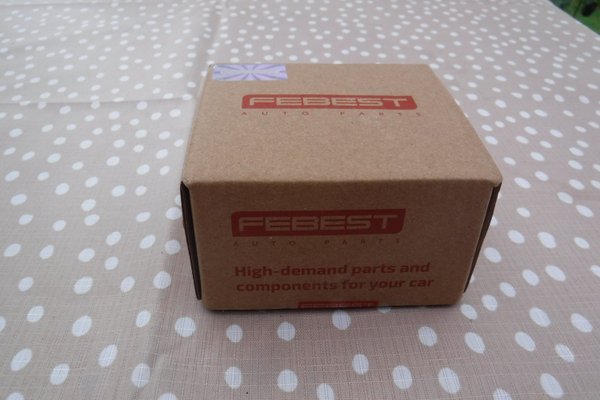 FEBEST
AUTO PARTS
FEBEST
AUTO PARTS
High-demand parts and
components for your car